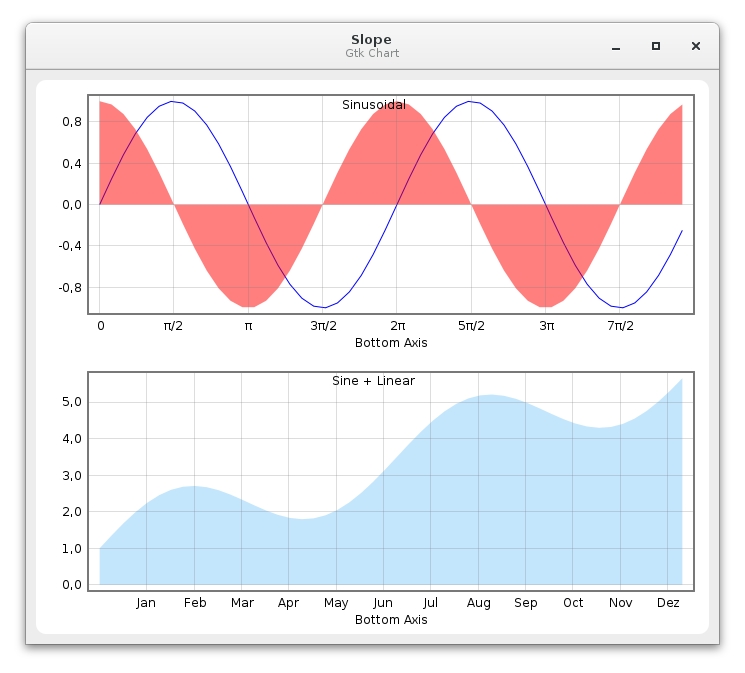 Slope
Gtk Chart
Sinusoidal
0,8
0,4
0,0
-0,4
-0,8
0 π/2 π 3π/2 2π 5π/2 3π 7π/2
Bottom Axis
Sine + Linear
5,0
4,0
3,0
2,0
1,0
0,0
Jan Feb Mar Apr May Jun Jul Aug Sep Oct Nov Dez
Bottom Axis